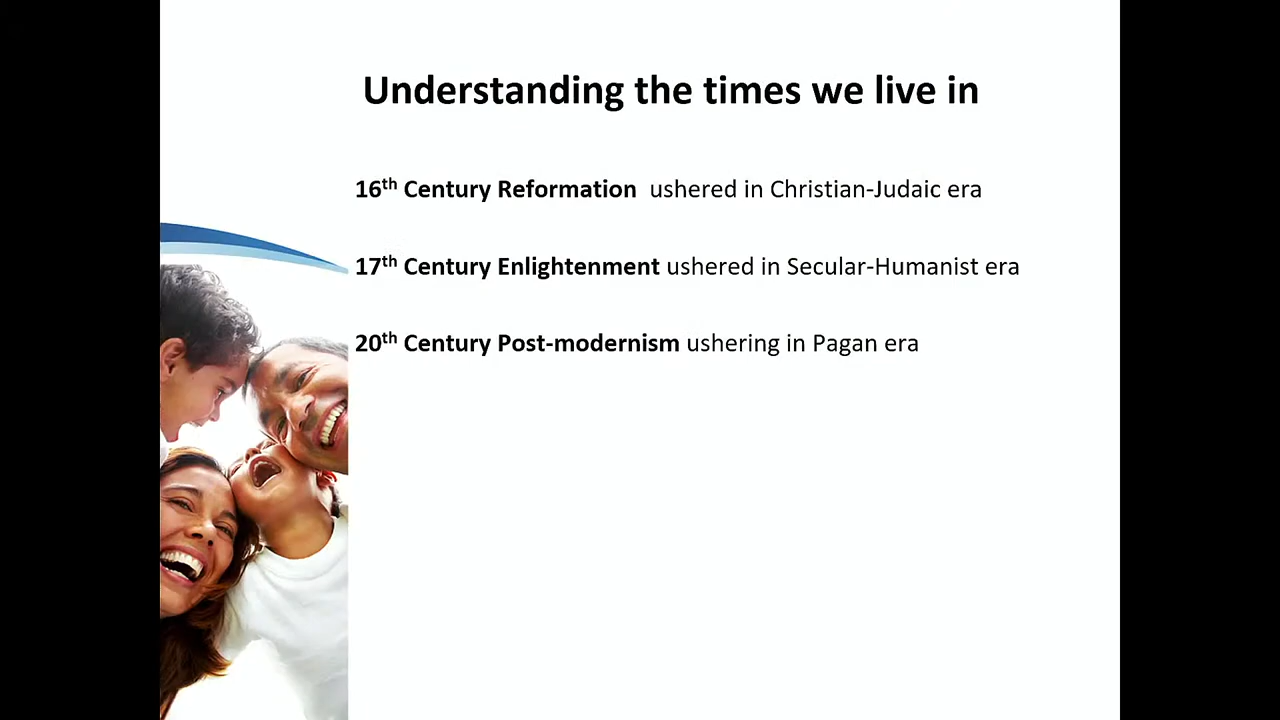 Understanding the times we live in
16th Century Reformation ushered in Christian-Judaic era
17th Century Enlightenment ushered in Secular-Humanist era
20th Century Post-modernism ushering in Pagan era